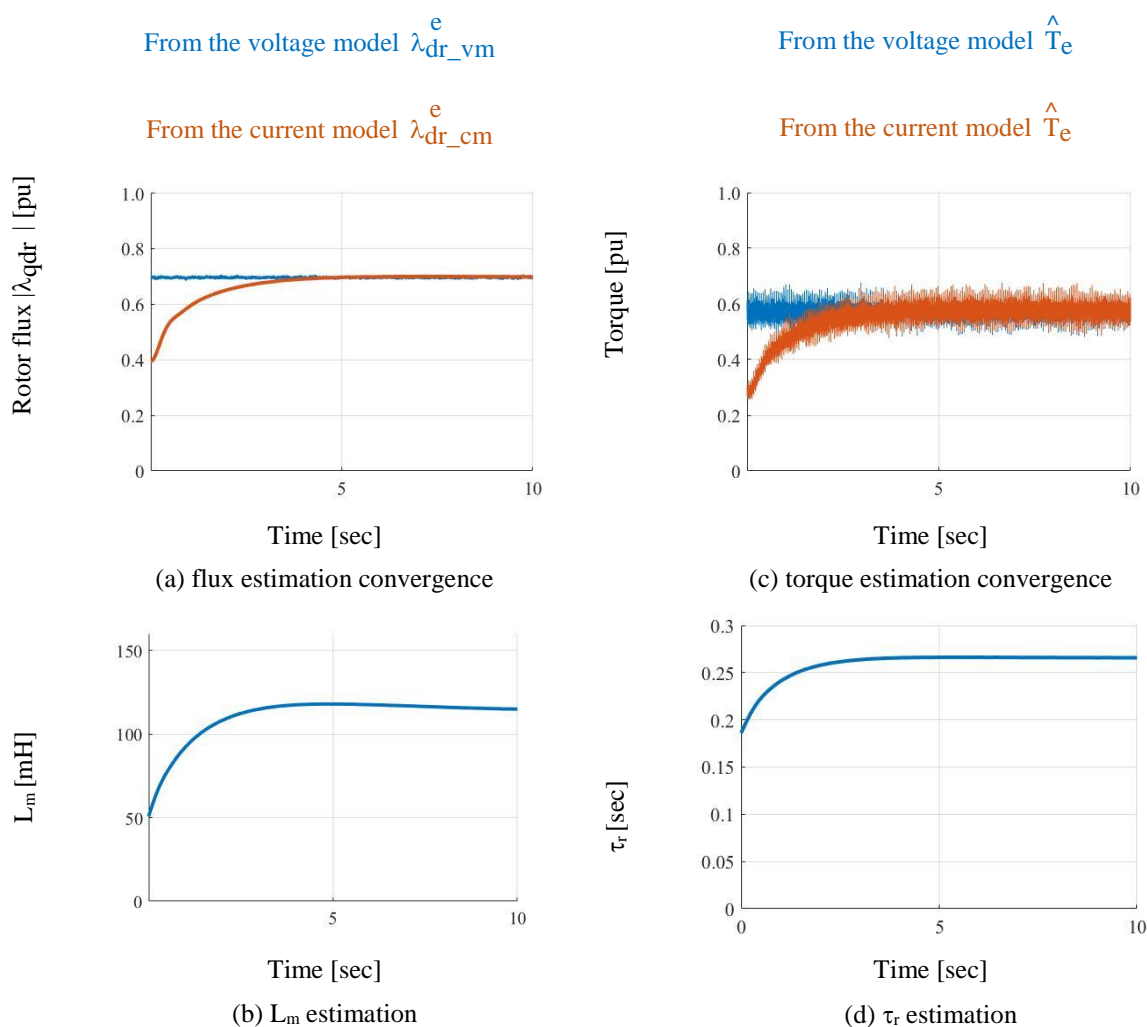 From the voltage model λ^e_dr_vm
From the current model λ^e_dr_cm
Rotor flux |λqdr | [pu]
1.0
0.8
0.6
0.4
0.2
0
5
10
Time [sec]
(a) flux estimation convergence
From the voltage model T̂e
From the current model T̂e
Torque [pu]
1.0
0.8
0.6
0.4
0.2
0
5
10
Time [sec]
(c) torque estimation convergence
Lm [mH]
150
100
50
0
5
10
Time [sec]
(b) Lm estimation
τr [sec]
0.3
0.25
0.2
0.15
0.1
0.05
0
0
5
10
Time [sec]
(d) τr estimation